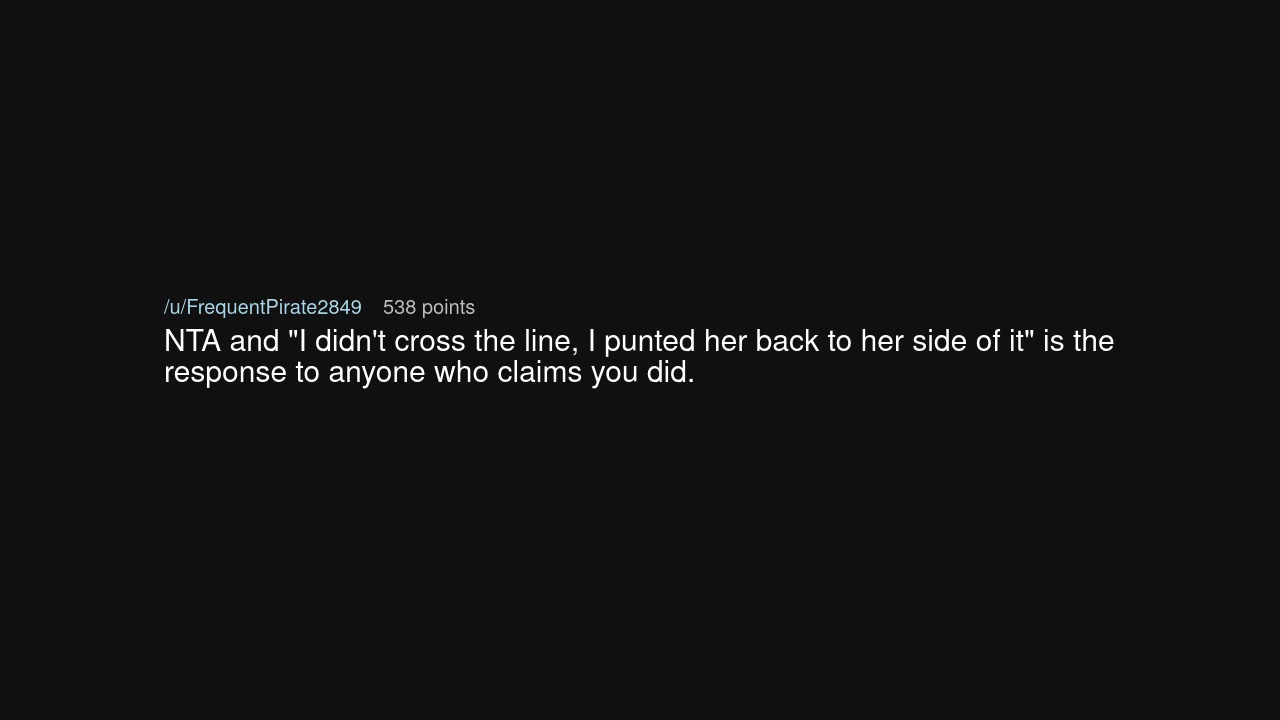 /u/FrequentPirate2849 538 points
NTA and "I didn't cross the line, I punted her back to her side of it" is the
response to anyone who claims you did.